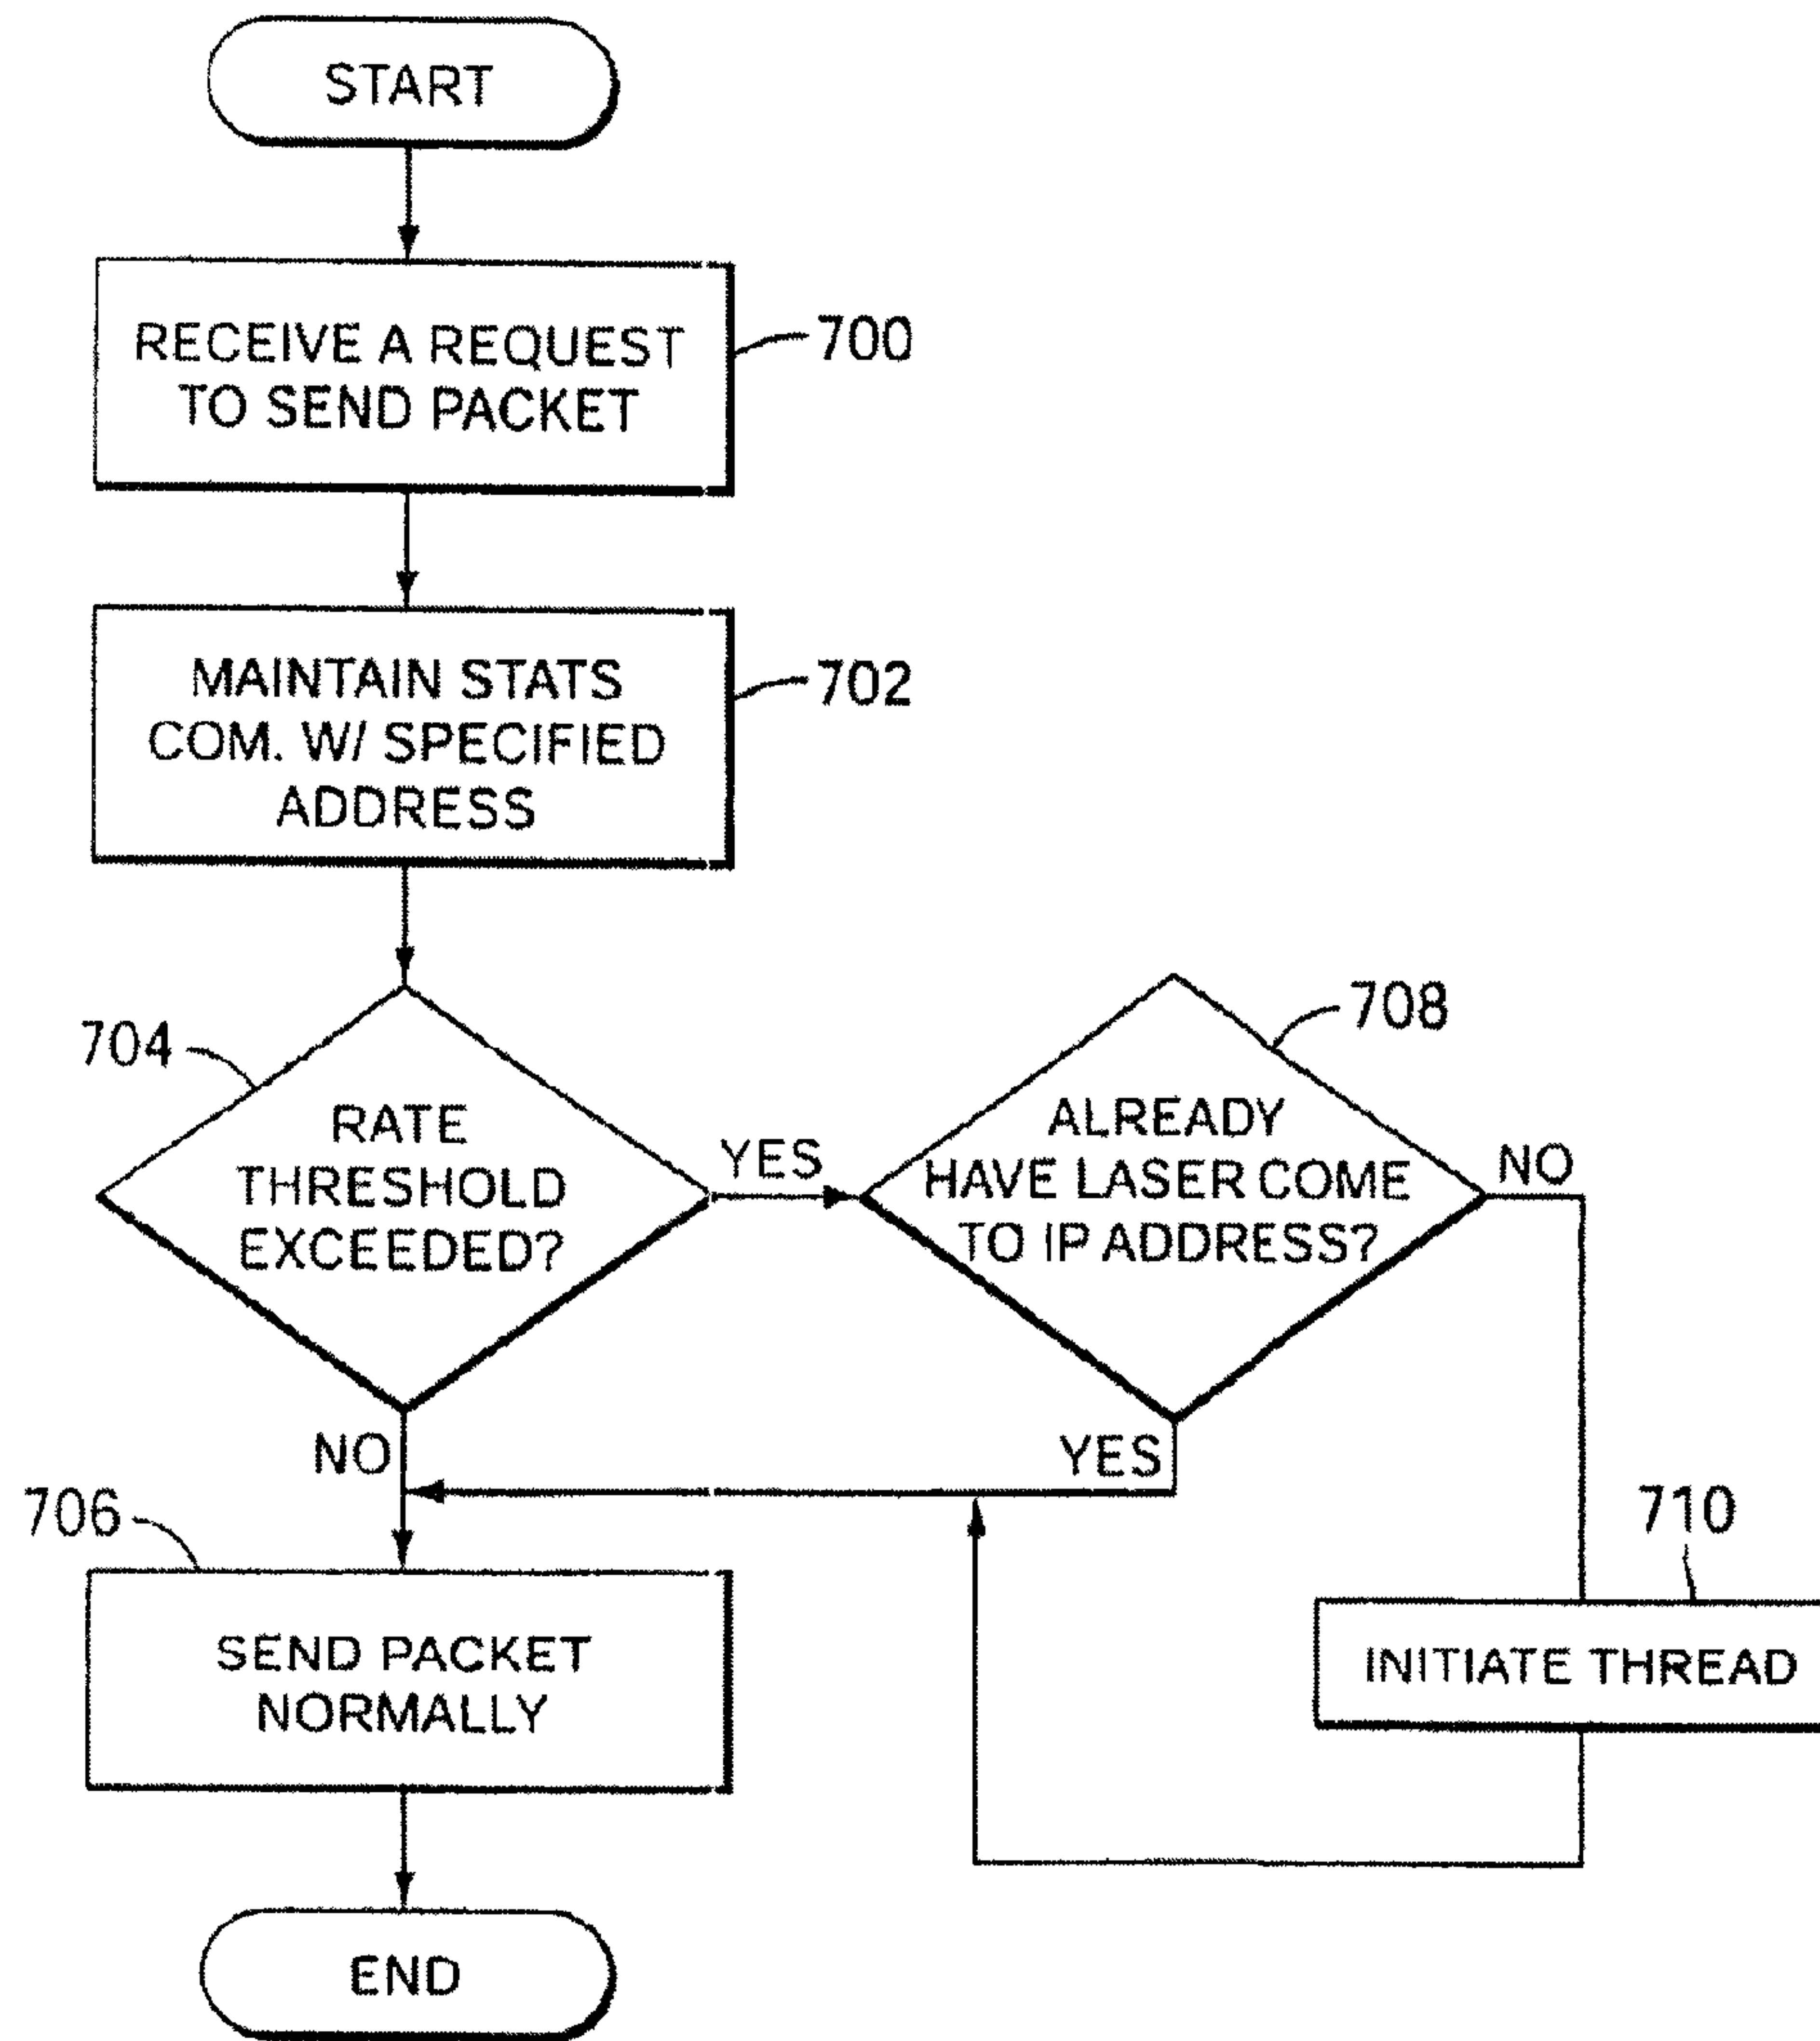 START
RECEIVE A REQUEST
TO SEND PACKET
700
MAINTAIN STATS
COM. W/ SPECIFIED
ADDRESS
702
704
RATE
THRESHOLD
EXCEEDED?
YES
708
ALREADY
HAVE LASER COME
TO IP ADDRESS?
NO
NO
YES
706
SEND PACKET
NORMALLY
710
INITIATE THREAD
END